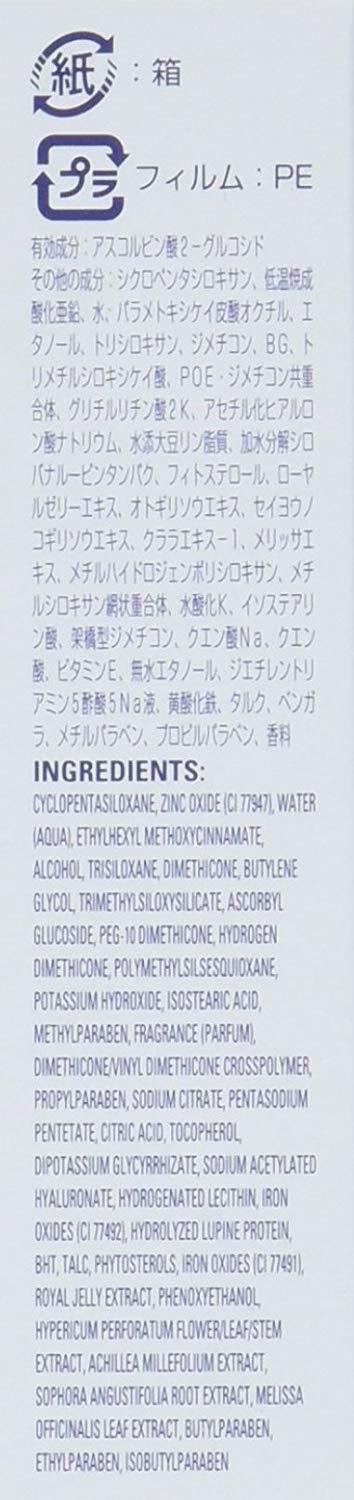 紙:箱
プラ フィルム:PE
有効成分:アスコルビン酸2-グルコシド
その他の成分:シクロペンタシロキサン、低温焼成
酸化亜鉛、水、パラメトキシケイ皮酸オクチル、エ
タノール、トリシロキサン、ジメチコン、BG、ト
リメチルシロキシケイ酸、POE・ジメチコン共重
合体、グリチルリチン酸2K、アセチル化ヒアルロ
ン酸ナトリウム、水添大豆リン脂質、加水分解シロ
バナルーピンタンパク、フィトステロール、ローヤ
ルゼリーエキス、オトギリソウエキス、セイヨウノ
コギリソウエキス、クララエキス-1、メリッサエ
キス、メチルハイドロジェンポリシロキサン、メチ
ルシロキサン網状重合体、水酸化K、イソステアリ
ン酸、架橋型ジメチコン、クエン酸Na、クエン
酸、ビタミンE、無水エタノール、ジエチレントリ
アミン5酢酸5Na液、黄酸化鉄、タルク、ベンガ
ラ、メチルパラベン、プロピルパラベン、香料
INGREDIENTS:
CYCLOPENTASILOXANE, ZINC OXIDE (CI 77947), WATER
(AQUA), ETHYLHEXYL METHOXYCINNAMATE,
ALCOHOL, TRISILOXANE, DIMETHICONE, BUTYLENE
GLYCOL, TRIMETHYLSILOXYSILICATE, ASCORBYL
GLUCOSIDE, PEG-10 DIMETHICONE, HYDROGEN
DIMETHICONE, POLYMETHYLSILSESQUIOXANE,
POTASSIUM HYDROXIDE, ISOSTEARIC ACID,
METHYLPARABEN, FRAGRANCE (PARFUM),
DIMETHICONE/VINYL DIMETHICONE CROSSPOLYMER,
PROPYLPARABEN, SODIUM CITRATE, PENTASODIUM
PENTETATE, CITRIC ACID, TOCOPHEROL,
DIPOTASSIUM GLYCYRRHIZATE, SODIUM ACETYLATED
HYALURONATE, HYDROGENATED LECITHIN, IRON
OXIDES (CI 77492), HYDROLYZED LUPINE PROTEIN,
BHT, TALC, PHYTOSTEROLS, IRON OXIDES (CI 77491),
ROYAL JELLY EXTRACT, PHENOXYETHANOL,
HYPERICUM PERFORATUM FLOWER/LEAF/STEM
EXTRACT, ACHILLEA MILLEFOLIUM EXTRACT,
SOPHORA ANGUSTIFOLIA ROOT EXTRACT, MELISSA
OFFICINALIS LEAF EXTRACT, BUTYLPARABEN,
ETHYLPARABEN, ISOBUTYLPARABEN